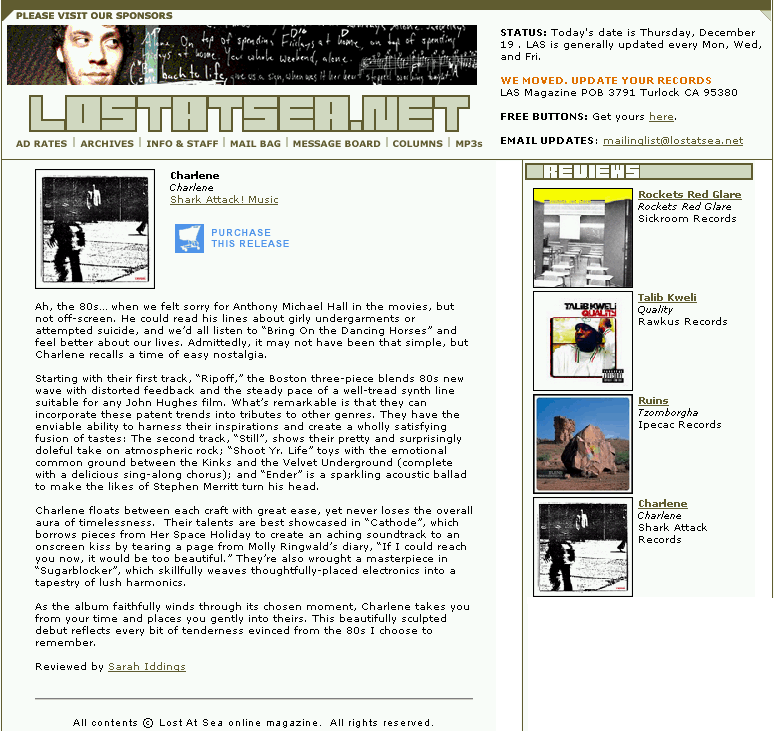 PLEASE VISIT OUR SPONSORS
LOSTATSEA.NET
AD RATES | ARCHIVES | INFO & STAFF | MAIL BAG | MESSAGE BOARD | COLUMNS | MP3s
STATUS: Today's date is Thursday, December
19 . LAS is generally updated every Mon, Wed,
and Fri.
WE MOVED. UPDATE YOUR RECORDS
LAS Magazine POB 3791 Turlock CA 95380
FREE BUTTONS: Get yours here.
EMAIL UPDATES: mailinglist@lostatsea.net
Charlene
Charlene
Shark Attack! Music
PURCHASE
THIS RELEASE
Ah, the 80s... when we felt sorry for Anthony Michael Hall in the movies, but
not off-screen. He could read his lines about girly undergarments or
attempted suicide, and we'd all listen to “Bring On the Dancing Horses” and
feel better about our lives. Admittedly, it may not have been that simple, but
Charlene recalls a time of easy nostalgia.
Starting with their first track, “Ripoff,” the Boston three-piece blends 80s new
wave with distorted feedback and the steady pace of a well-tread synth line
suitable for any John Hughes film. What's remarkable is that they can
incorporate these patent trends into tributes to other genres. They have the
enviable ability to harness their inspirations and create a wholly satisfying
fusion of tastes: The second track, “Still”, shows their pretty and surprisingly
doleful take on atmospheric rock; “Shoot Yr. Life” toys with the emotional
common ground between the Kinks and the Velvet Underground (complete
with a delicious sing-along chorus); and “Ender” is a sparkling acoustic ballad
to make the likes of Stephen Merritt turn his head.
Charlene floats between each craft with great ease, yet never loses the overall
aura of timelessness. Their talents are best showcased in “Cathode”, which
borrows pieces from Her Space Holiday to create an aching soundtrack to an
onscreen kiss by tearing a page from Molly Ringwald's diary, “If I could reach
you now, it would be too beautiful.” They're also wrought a masterpiece in
“Sugarblocker”, which skillfully weaves thoughtfully-placed electronics into a
tapestry of lush harmonics.
As the album faithfully winds through its chosen moment, Charlene takes you
from your time and places you gently into theirs. This beautifully sculpted
debut reflects every bit of tenderness evinced from the 80s I choose to
remember.
Reviewed by Sarah Iddings
All contents © Lost At Sea online magazine. All rights reserved.
REVIEWS
Rockets Red Glare
Rockets Red Glare
Sickroom Records
TALIB KWELI
QUALITY
Talib Kweli
Quality
Rawkus Records
Ruins
Tzomborgha
Ipecac Records
Charlene
Charlene
Shark Attack
Records